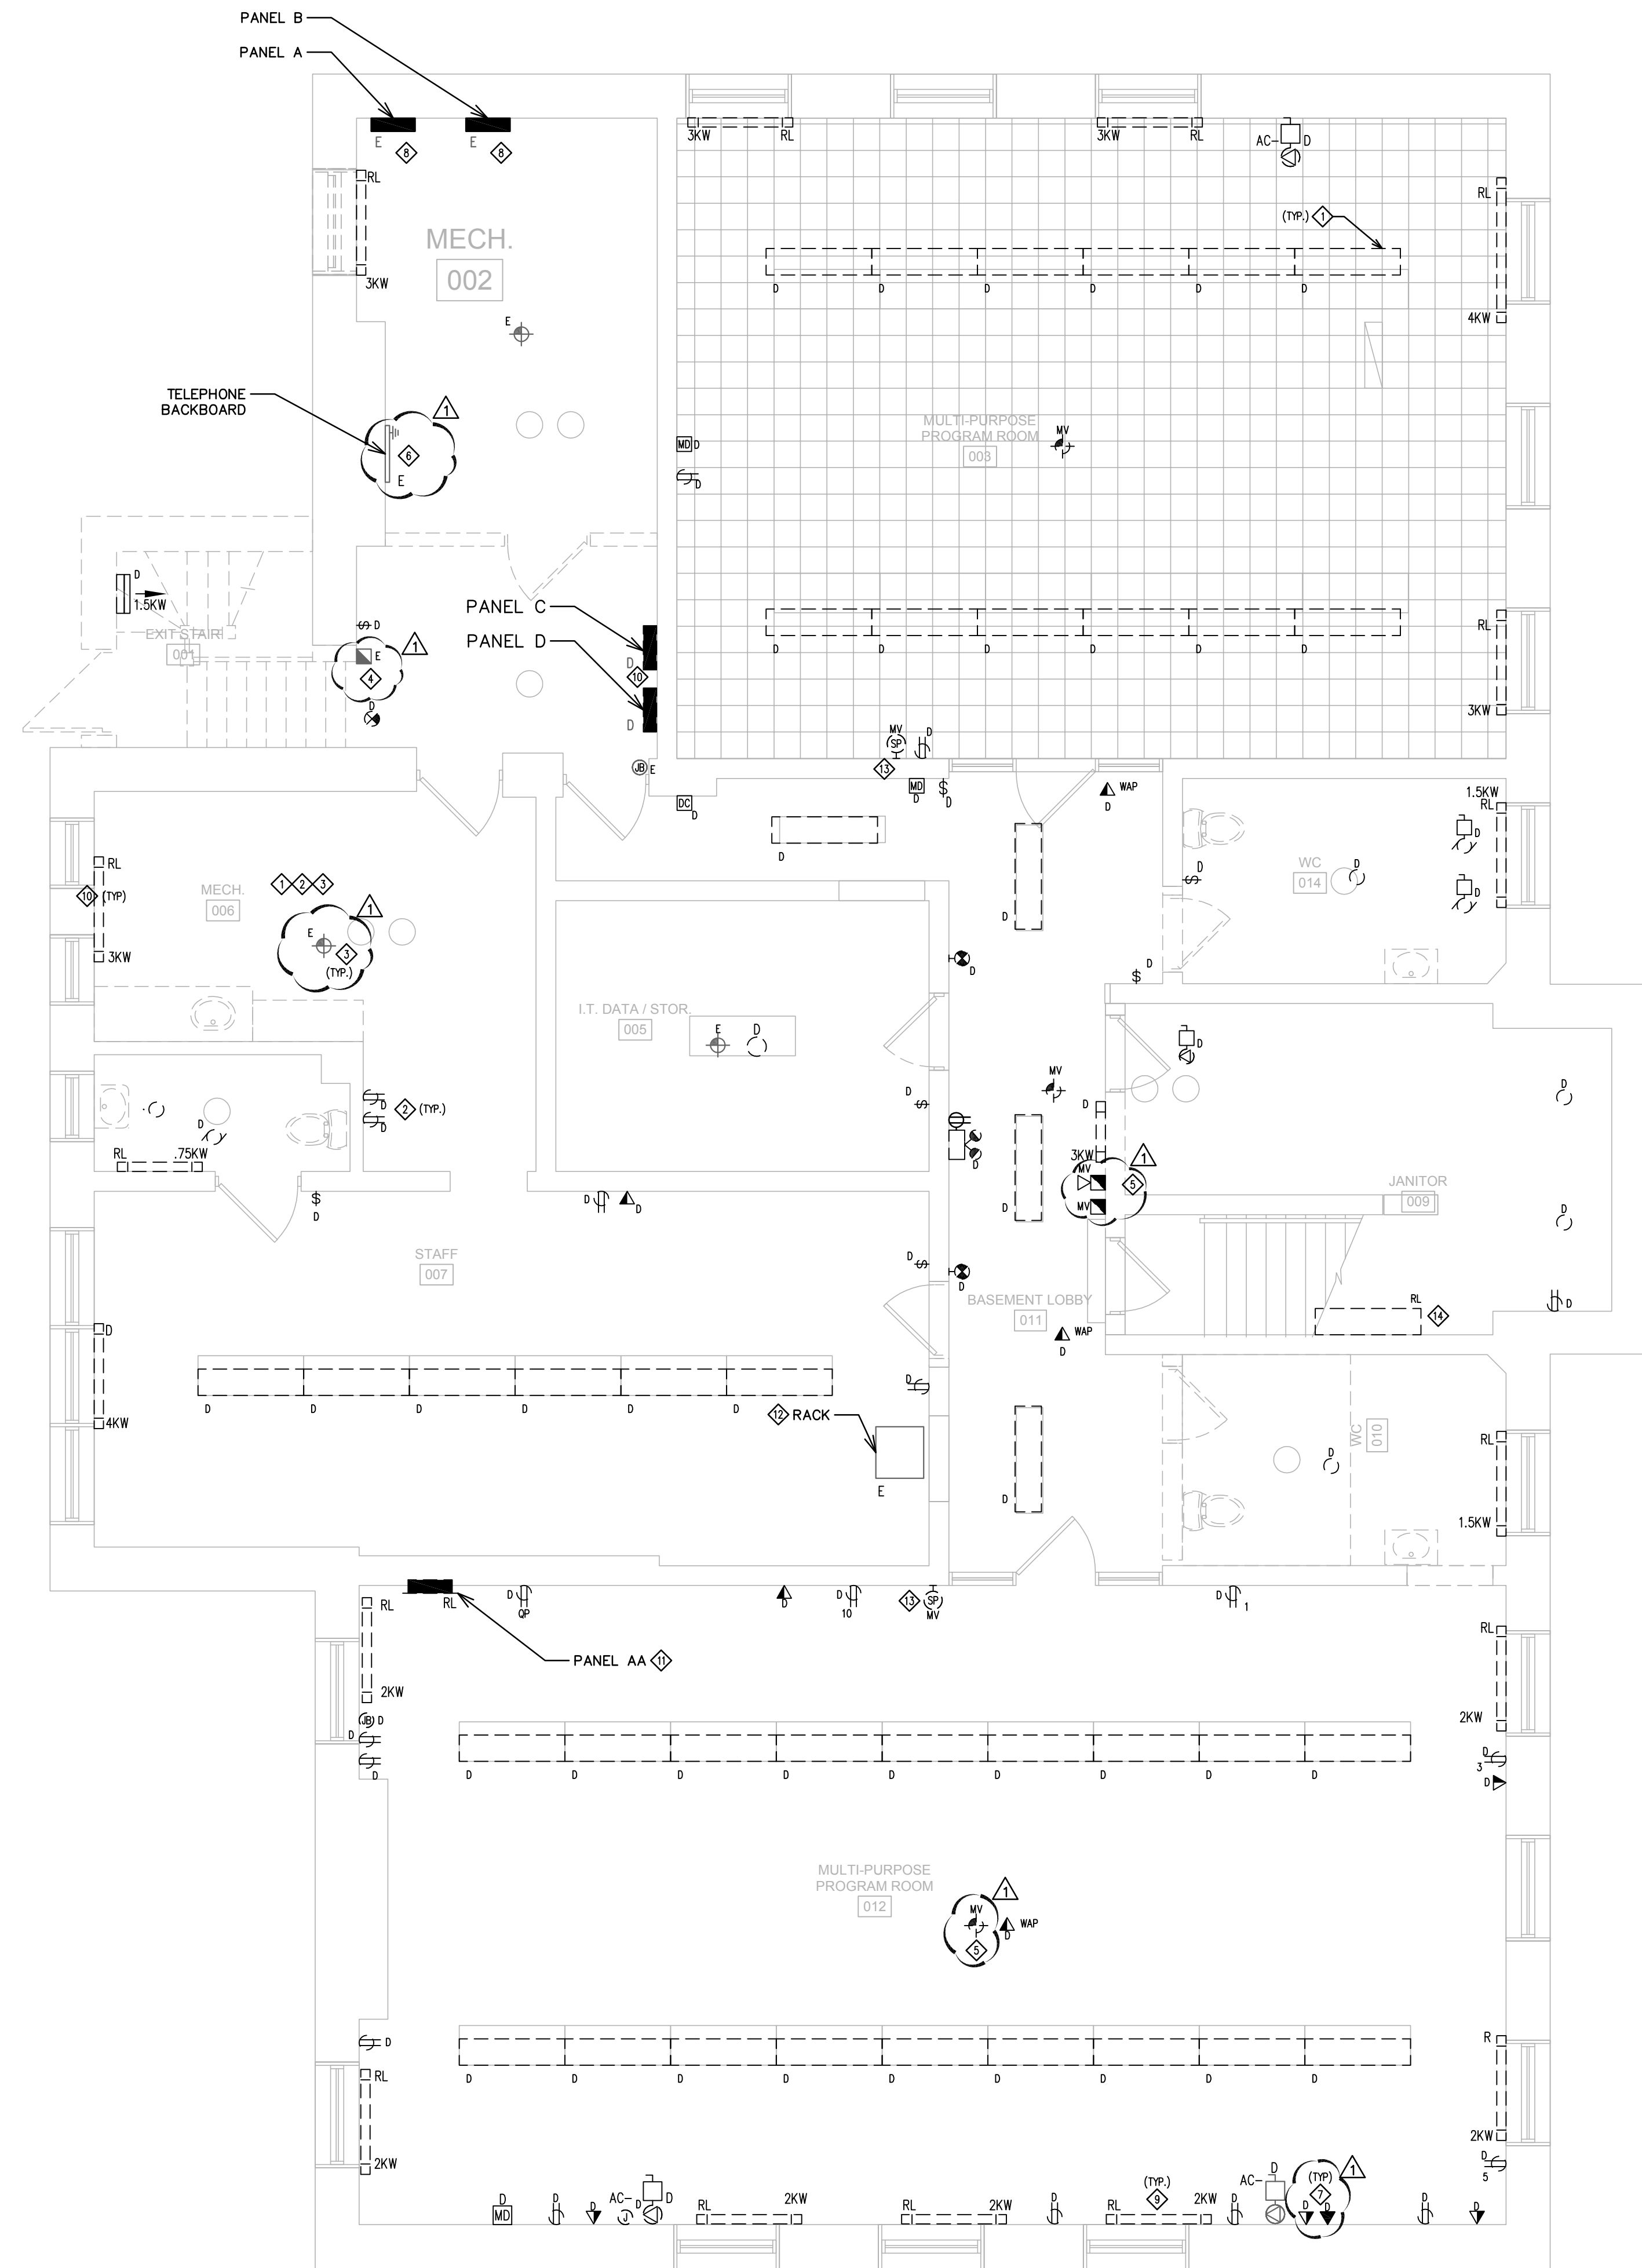 PANEL B
PANEL A
E
8
E
8
3KW
RL
3KW
RL
AC-
D
RL
3KW
MECH.
002
E
RL
4KW
(TYP.) 1
D
D
D
D
D
D
TELEPHONE
BACKBOARD
1
6
E
MULTI-PURPOSE
PROGRAM ROOM
003
MV
MD D
D
D
1.5KW
EXIT STAIR
001
PANEL C
PANEL D
D
10
D
$ D
1
E
4
D
D
D
D
D
D
D
RL
3KW
MV
SP
13
D
JB E
DC
D
MD
D
$
D
WAP
D
1.5KW
RL
D
D
WC
014
D
$
D
D
RL
10 (TYP)
3KW
MECH.
006
1 2 3
1
E
3
(TYP.)
D
D
$
I.T. DATA / STOR.
005
E
D
D
D
D
MV
D
D
$
D
D
2 (TYP.)
D
RL
.75KW
D
3KW
1
MV
5
MV
D
JANITOR
009
D
$
D
D
D
STAFF
007
D
$
D
BASEMENT LOBBY
011
WAP
D
RL
14
D
D
4KW
D
D
D
D
D
D
D
12 RACK
E
D
WC
010
D
RL
1.5KW
RL
PANEL AA 11
D
QP
D
D
10
13
SP
MV
D
1
RL
2KW
JB D
D
D
RL
2KW
D
3
D
D
D
D
D
D
D
D
D
D
MULTI-PURPOSE
PROGRAM ROOM
012
1
MV
WAP
D
5
D
D
D
D
D
D
D
D
D
D
RL
2KW
R
2KW
D
5
D
MD
D
D
AC-
D
J
D
RL
2KW
RL
2KW
D
(TYP.)
9
RL
2KW
D
AC-
D
(TYP)
7
1
D
D
D
D